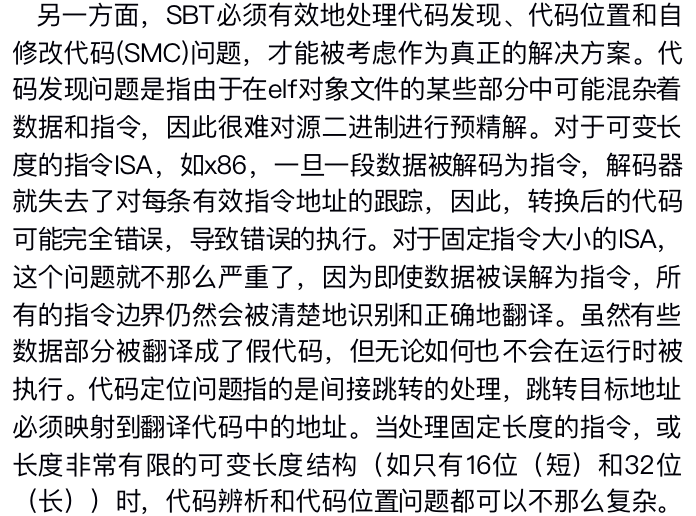 另一方面，SBT必须有效地处理代码发现、代码位置和自
修改代码(SMC)问题，才能被考虑作为真正的解决方案。代
码发现问题是指由于在elf对象文件的某些部分中可能混杂着
数据和指令，因此很难对源二进制进行预精解。对于可变长
度的指令ISA，如x86，一旦一段数据被解码为指令，解码器
就失去了对每条有效指令地址的跟踪，因此，转换后的代码
可能完全错误，导致错误的执行。对于固定指令大小的ISA，
这个问题就不那么严重了，因为即使数据被误解为指令，所
有的指令边界仍然会被清楚地识别和正确地翻译。虽然有些
数据部分被翻译成了假代码，但无论如何也不会在运行时被
执行。代码定位问题指的是间接跳转的处理，跳转目标地址
必须映射到翻译代码中的地址。当处理固定长度的指令，或
长度非常有限的可变长度结构（如只有16位（短）和32位
（长））时，代码辨析和代码位置问题都可以不那么复杂。